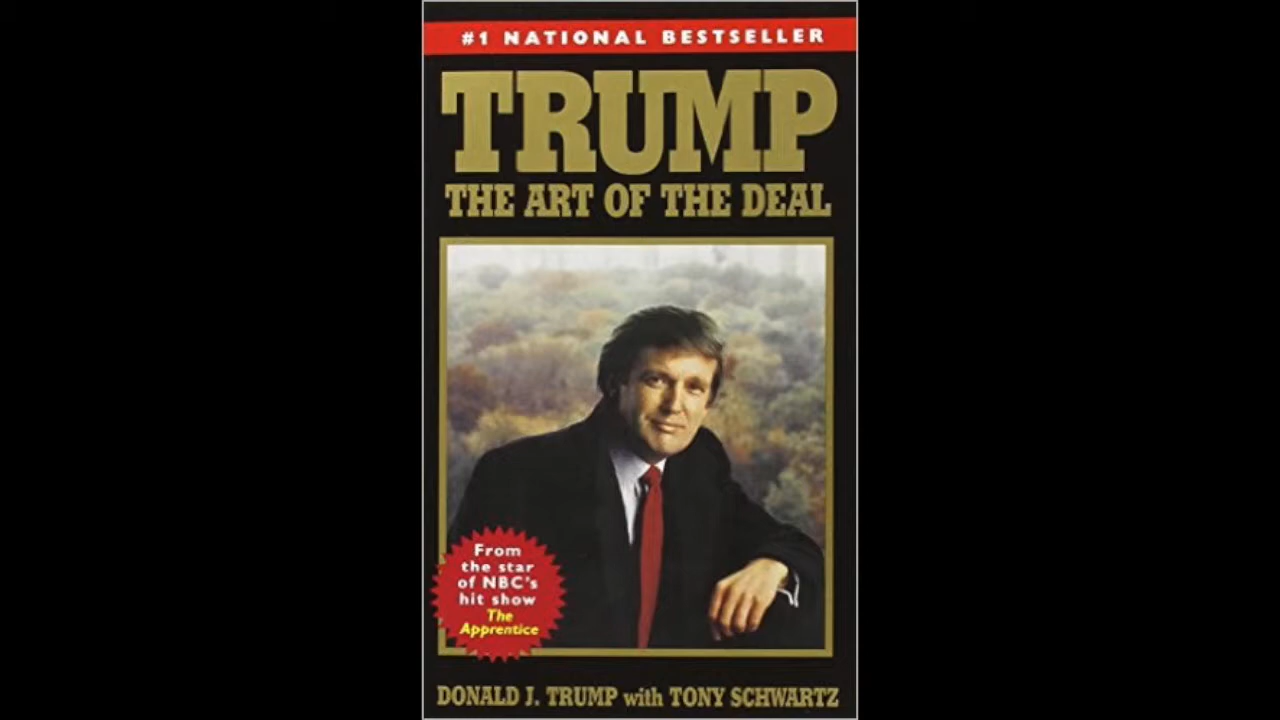 #1 NATIONAL BESTSELLER
TRUMP
THE ART OF THE DEAL
From
the star
of NBC's
hit show
The
Apprentice
DONALD J. TRUMP with TONY SCHWARTZ